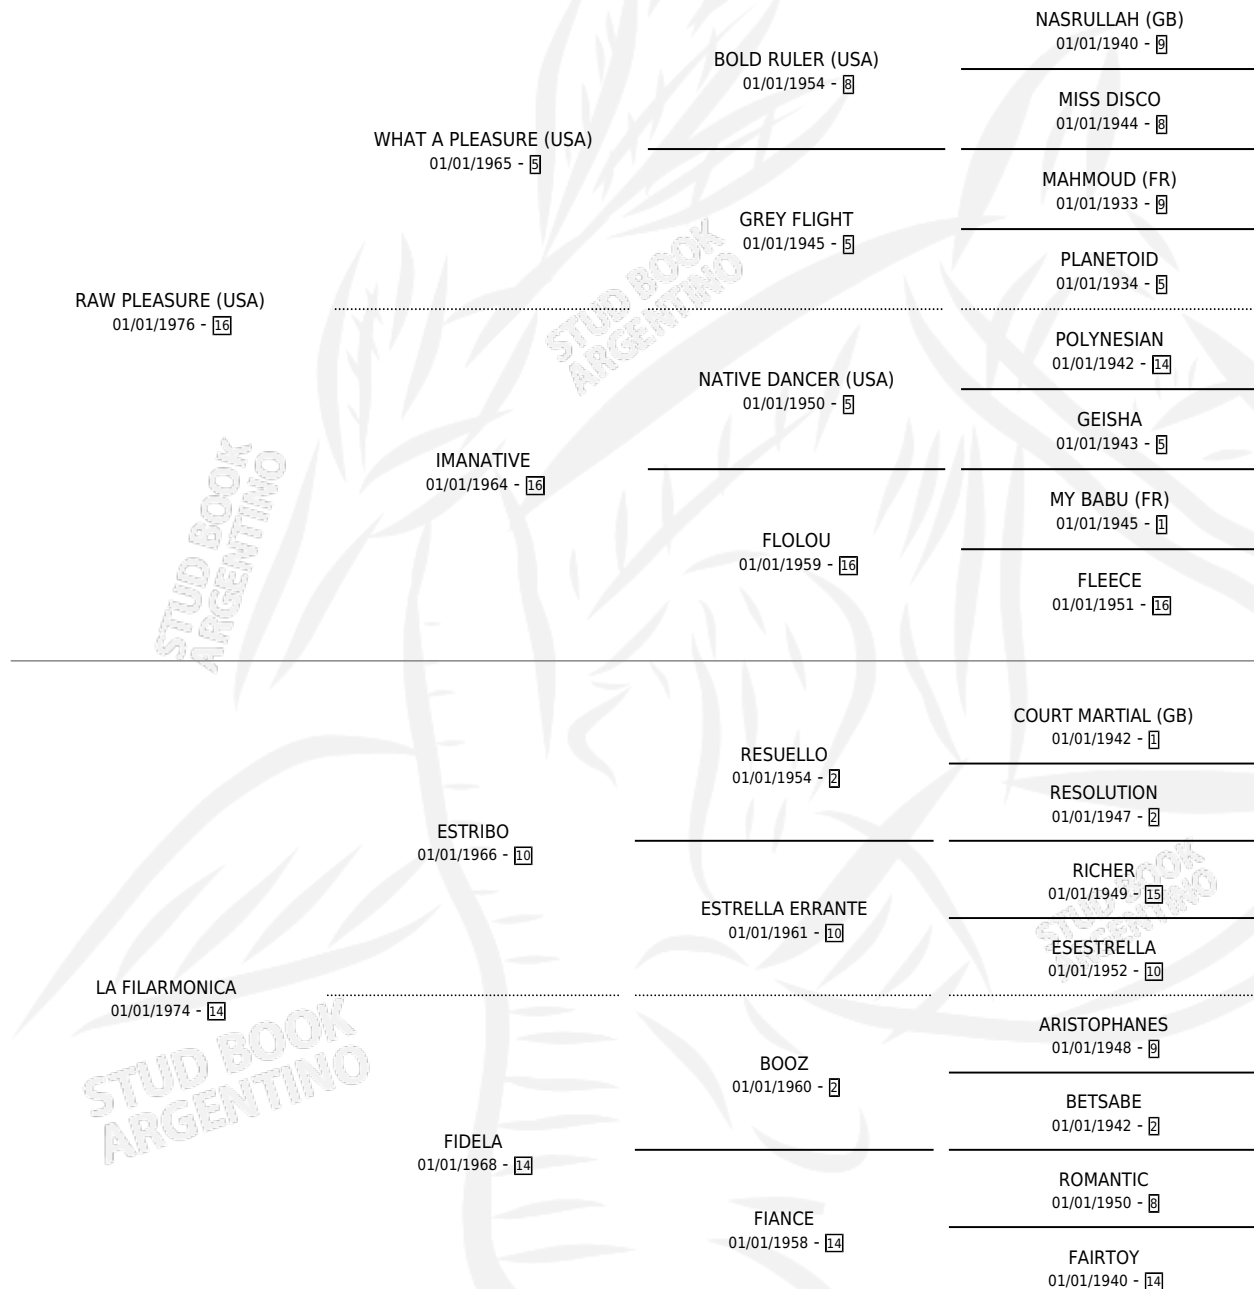 NASRULLAH (GB)
01/01/1940 - 9
BOLD RULER (USA)
01/01/1954 - 8
MISS DISCO
01/01/1944 - 8
WHAT A PLEASURE (USA)
01/01/1965 - 5
MAHMOUD (FR)
01/01/1933 - 9
GREY FLIGHT
01/01/1945 - 5
PLANETOID
01/01/1934 - 5
RAW PLEASURE (USA)
01/01/1976 - 16
POLYNESIAN
01/01/1942 - 14
NATIVE DANCER (USA)
01/01/1950 - 5
GEISHA
01/01/1943 - 5
IMANATIVE
01/01/1964 - 16
MY BABU (FR)
01/01/1945 - 1
FLOLOU
01/01/1959 - 16
FLEECE
01/01/1951 - 16
COURT MARTIAL (GB)
01/01/1942 - 1
RESUELLO
01/01/1954 - 2
RESOLUTION
01/01/1947 - 2
ESTRIBO
01/01/1966 - 10
RICHER
01/01/1949 - 15
ESTRELLA ERRANTE
01/01/1961 - 10
ESESTRELLA
01/01/1952 - 10
LA FILARMONICA
01/01/1974 - 14
ARISTOPHANES
01/01/1948 - 9
BOOZ
01/01/1960 - 2
BETSABE
01/01/1942 - 2
FIDELA
01/01/1968 - 14
ROMANTIC
01/01/1950 - 8
FIANCE
01/01/1958 - 14
FAIRTOY
01/01/1940 - 14
STUD BOOK
ARGENTINO
STUD BOOK
ARGENTINO
STUD BOOK
ARGENTINO
STUD BOOK
ARGENTINO